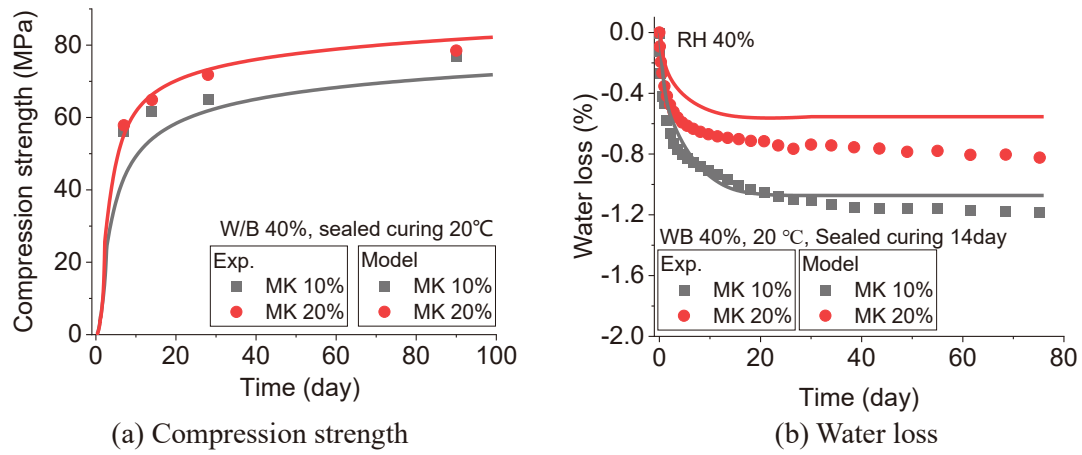 Compression strength (MPa)
80
60
40
20
0
W/B 40%, sealed curing 20℃
Exp. Model
MK 10% MK 10%
MK 20% MK 20%
0 20 40 60 80 100
Time (day)
(a) Compression strength
Water loss (%)
0.0
-0.4
-0.8
-1.2
-1.6
-2.0
RH 40%
WB 40%, 20 ℃, Sealed curing 14day
Exp. Model
MK 10% MK 10%
MK 20% MK 20%
0 20 40 60 80
Time (day)
(b) Water loss